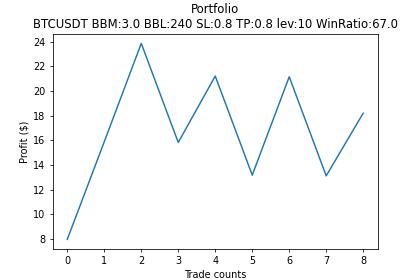 Portfolio
BTCUSDT BBM:3.0 BBL:240 SL:0.8 TP:0.8 lev:10 WinRatio:67.0
24
22
20
18
16
14
12
10
8
Profit ($)
0 1 2 3 4 5 6 7 8
Trade counts